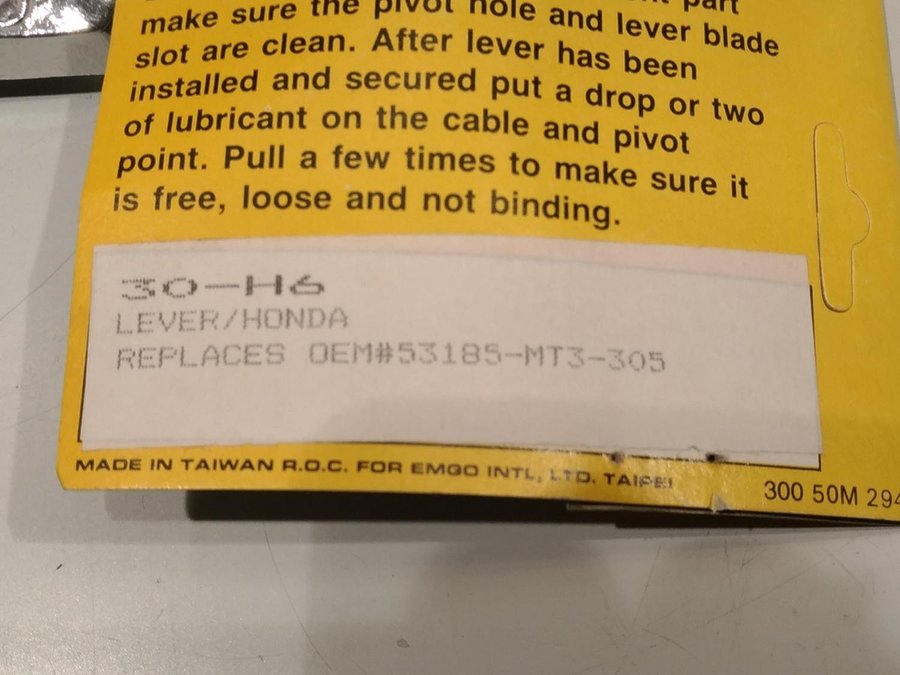 part
make sure the pivot hole and lever blade
slot are clean. After lever has been
installed and secured put a drop or two
of lubricant on the cable and pivot
point. Pull a few times to make sure it
is free, loose and not binding.
30-H6
LEVER/HONDA
REPLACES OEM#53185-MT3-305
MADE IN TAIWAN R.O.C. FOR EMGO INTL, LTD. TAIPEI
300 50M 294